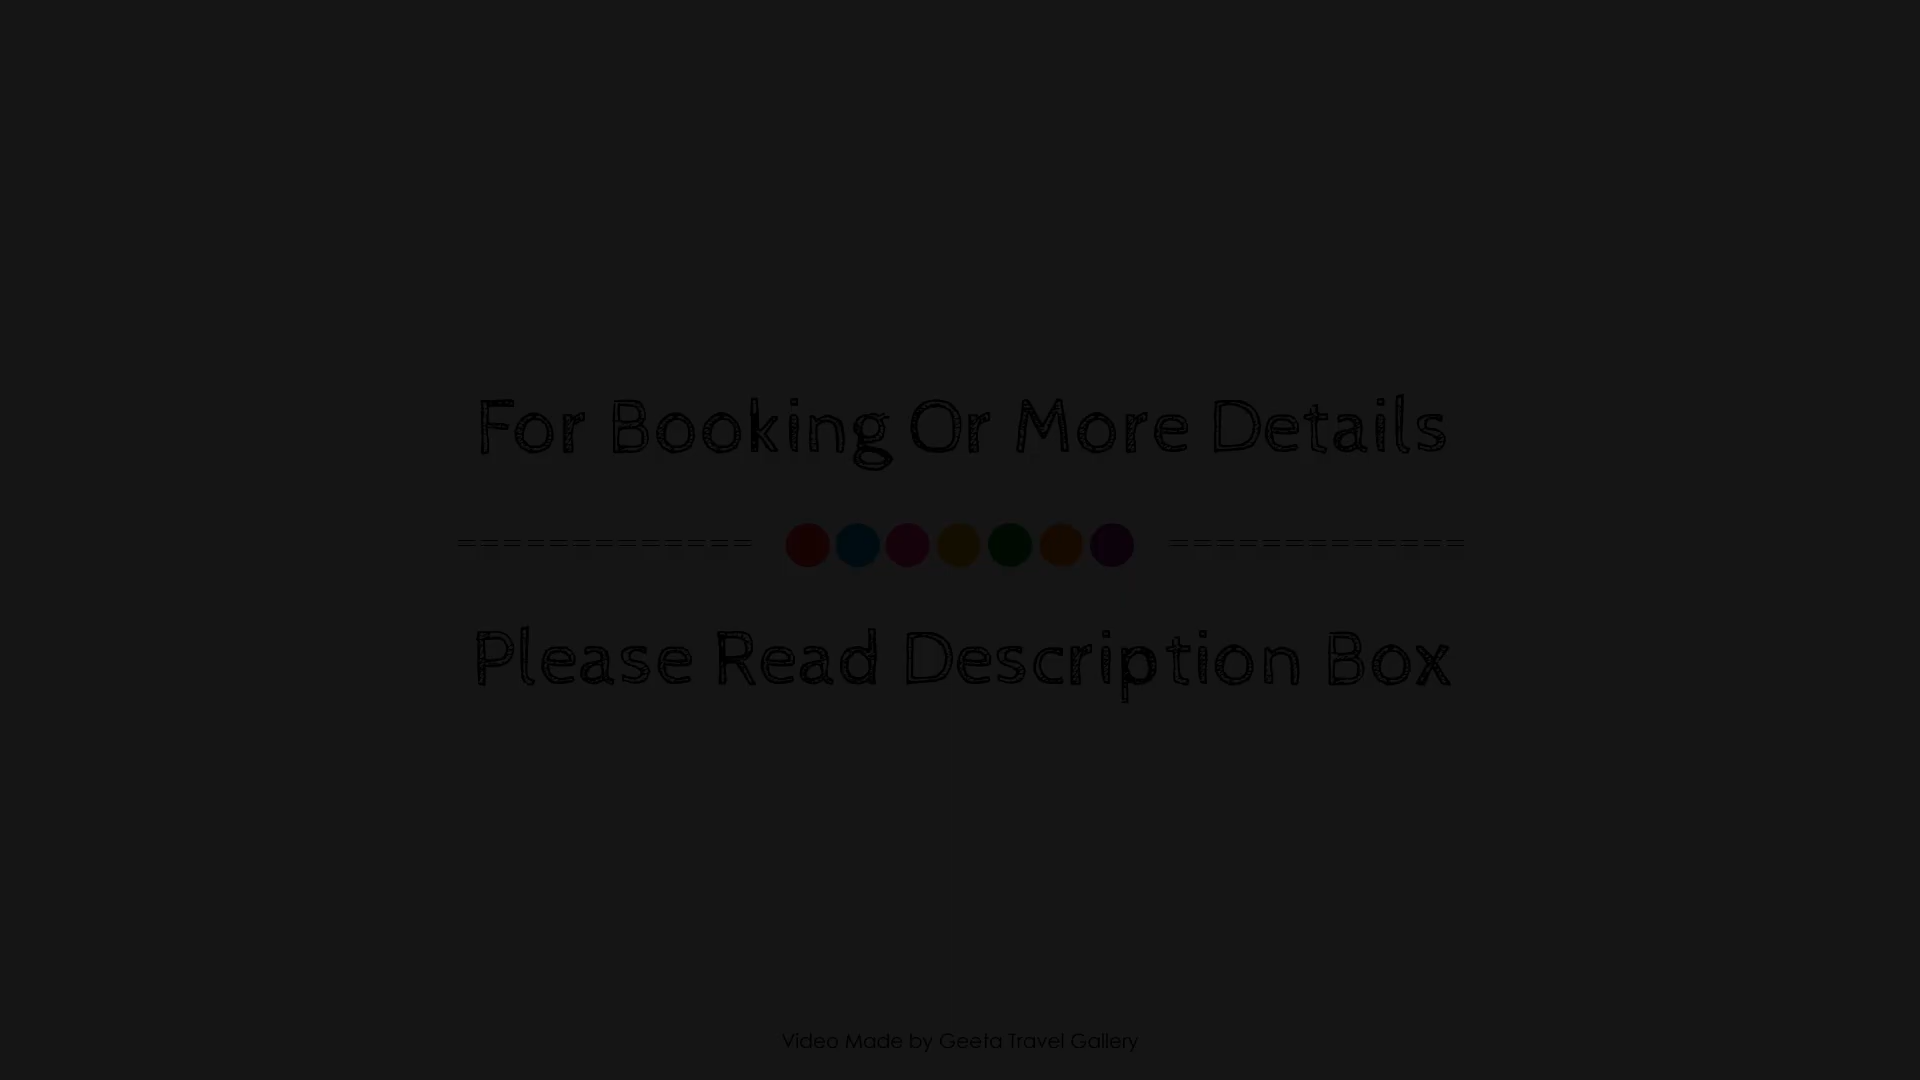 For Booking Or More Details
============= =============
Please Read Description Box
Video Made by Geeta Travel Gallery